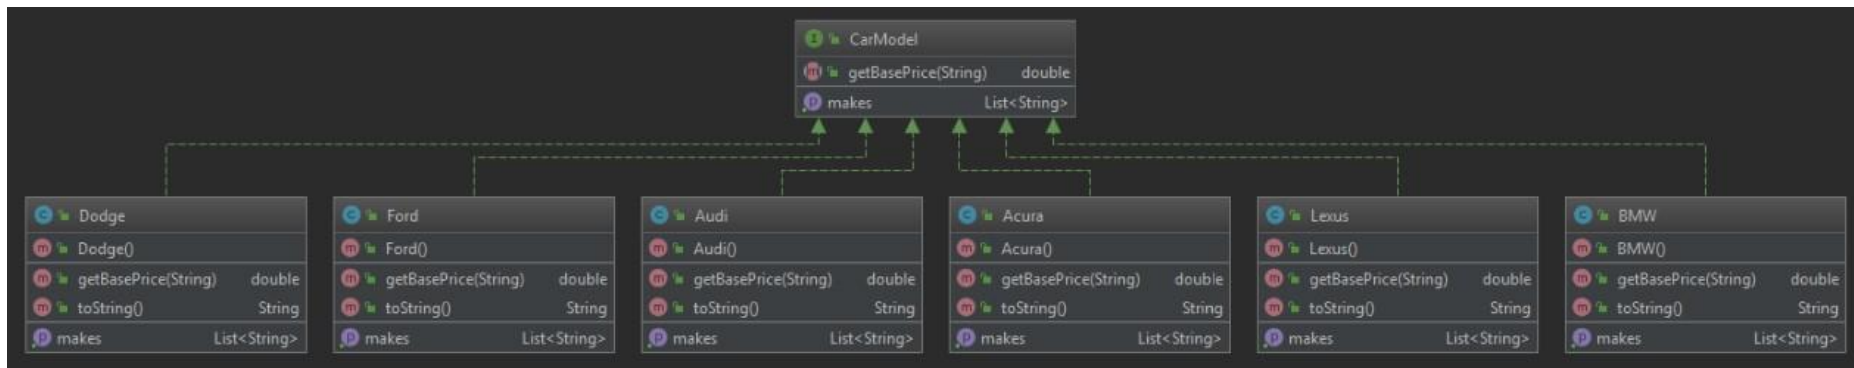 CarModel
getBasePrice(String) double
makes List<String>
Dodge
Dodge()
getBasePrice(String) double
toString() String
makes List<String>
Ford
Ford()
getBasePrice(String) double
toString() String
makes List<String>
Audi
Audi()
getBasePrice(String) double
toString() String
makes List<String>
Acura
Acura()
getBasePrice(String) double
toString() String
makes List<String>
Lexus
Lexus()
getBasePrice(String) double
toString() String
makes List<String>
BMW
BMW()
getBasePrice(String) double
toString() String
makes List<String>